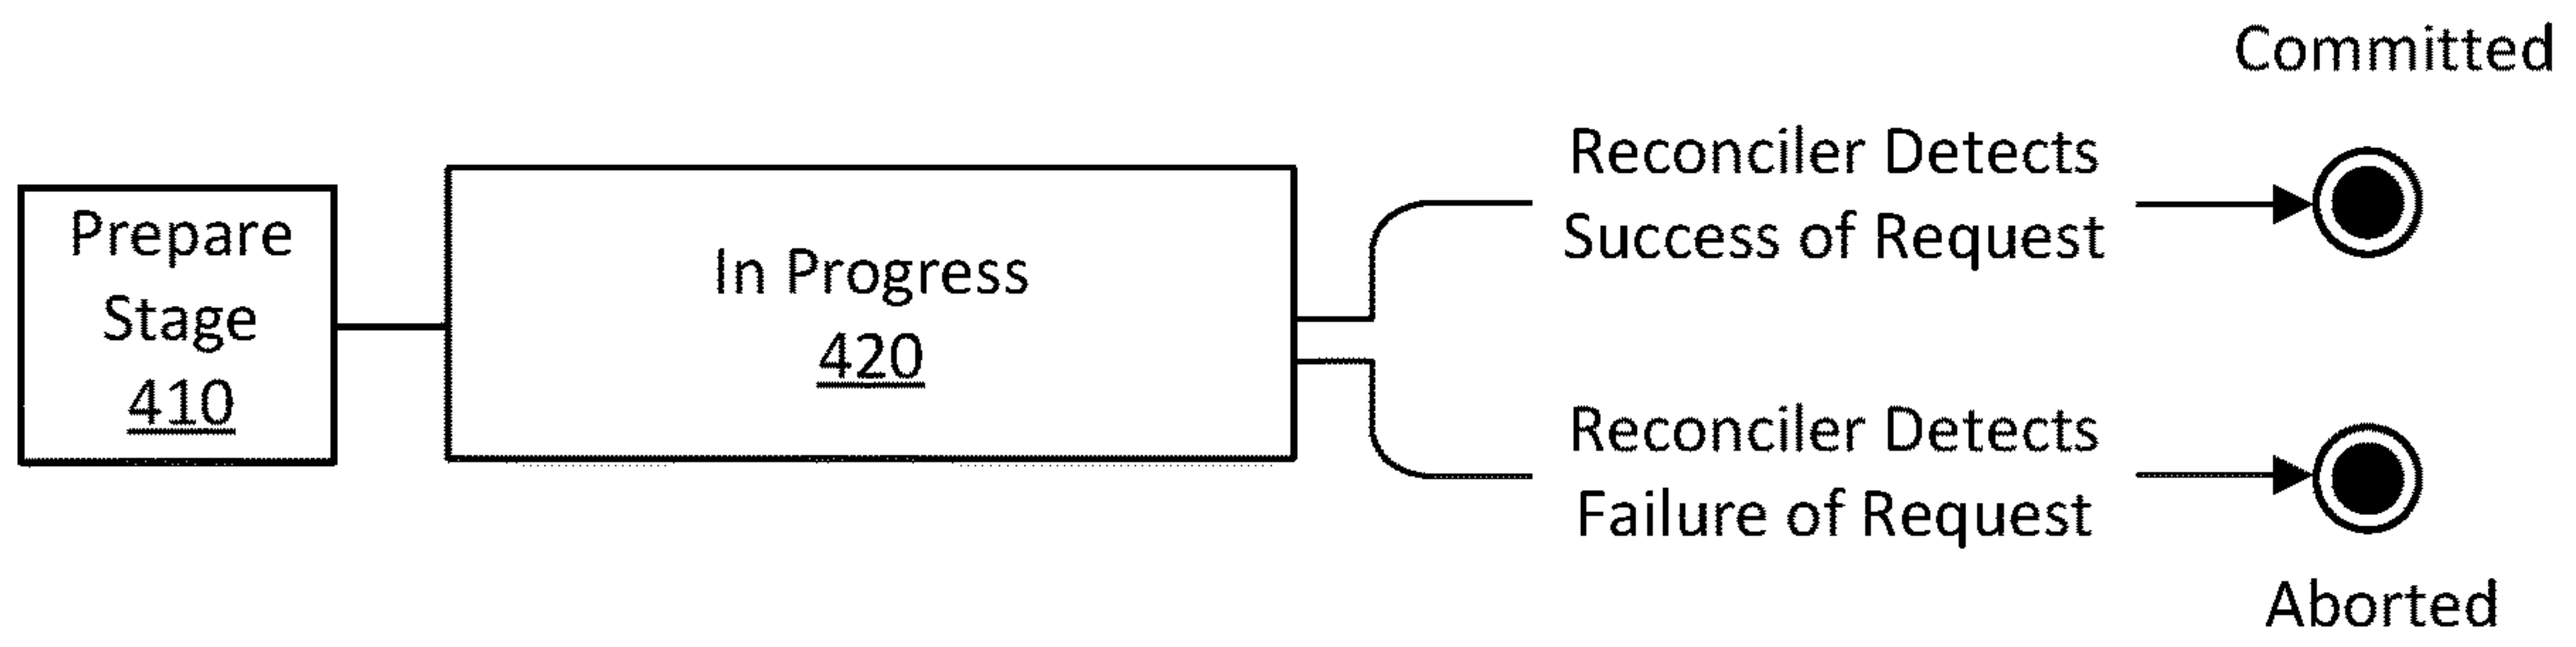 Prepare
Stage
410
In Progress
420
Reconciler Detects
Success of Request
Committed
Reconciler Detects
Failure of Request
Aborted